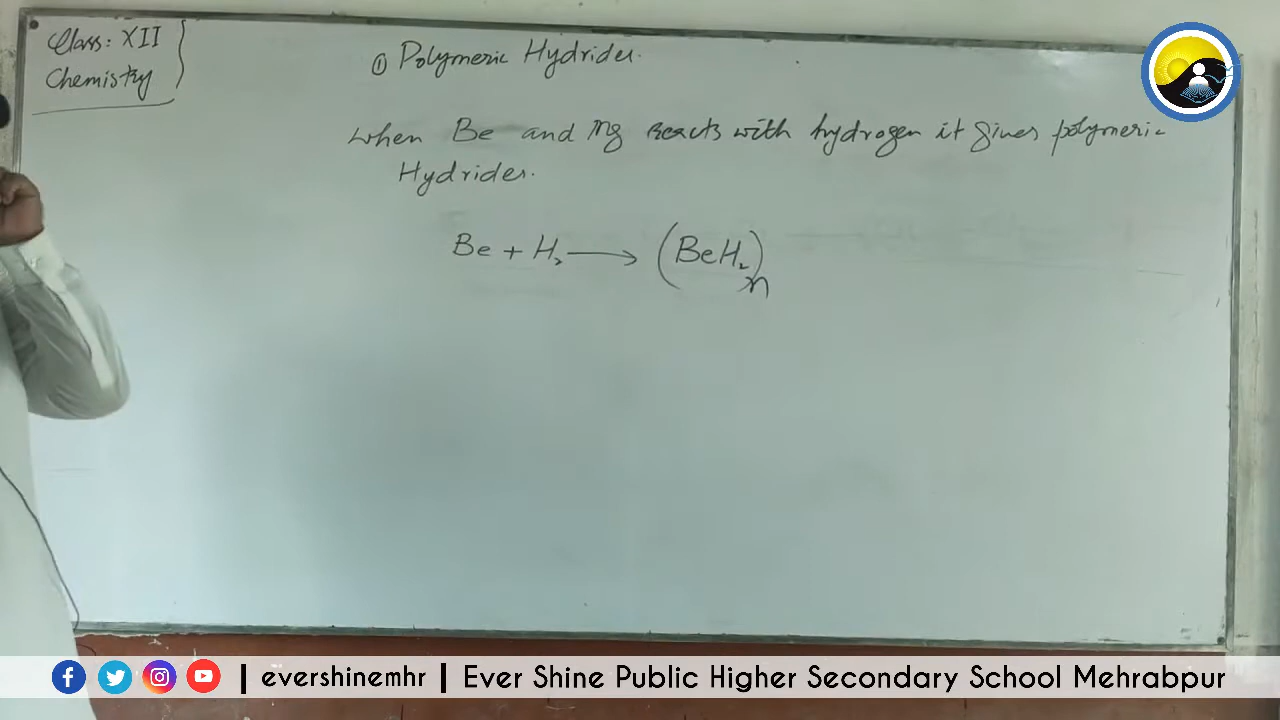 Class: XII
Chemistry
① Polymeric Hydrides.
When Be and Mg reacts with hydrogen it gives polymeric
Hydrides.
Be + H₂ ⟶ (BeH₂)n
| evershinemhr | Ever Shine Public Higher Secondary School Mehrabpur